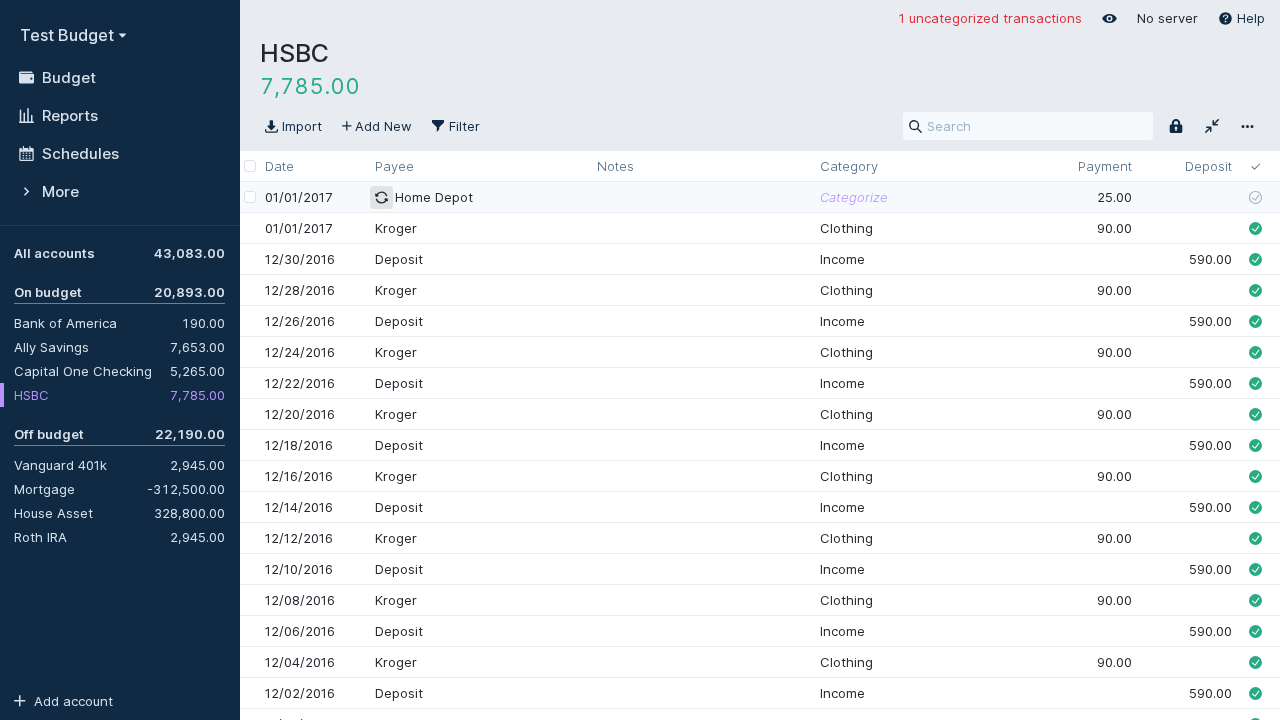 Test Budget
Budget
Reports
Schedules
More
All accounts 43,083.00
On budget 20,893.00
Bank of America 190.00
Ally Savings 7,653.00
Capital One Checking 5,265.00
HSBC 7,785.00
Off budget 22,190.00
Vanguard 401k 2,945.00
Mortgage -312,500.00
House Asset 328,800.00
Roth IRA 2,945.00
Add account
1 uncategorized transactions No server Help
HSBC
7,785.00
Import Add New Filter Search
Date Payee Notes Category Payment Deposit
01/01/2017 Home Depot Categorize 25.00
01/01/2017 Kroger Clothing 90.00
12/30/2016 Deposit Income 590.00
12/28/2016 Kroger Clothing 90.00
12/26/2016 Deposit Income 590.00
12/24/2016 Kroger Clothing 90.00
12/22/2016 Deposit Income 590.00
12/20/2016 Kroger Clothing 90.00
12/18/2016 Deposit Income 590.00
12/16/2016 Kroger Clothing 90.00
12/14/2016 Deposit Income 590.00
12/12/2016 Kroger Clothing 90.00
12/10/2016 Deposit Income 590.00
12/08/2016 Kroger Clothing 90.00
12/06/2016 Deposit Income 590.00
12/04/2016 Kroger Clothing 90.00
12/02/2016 Deposit Income 590.00